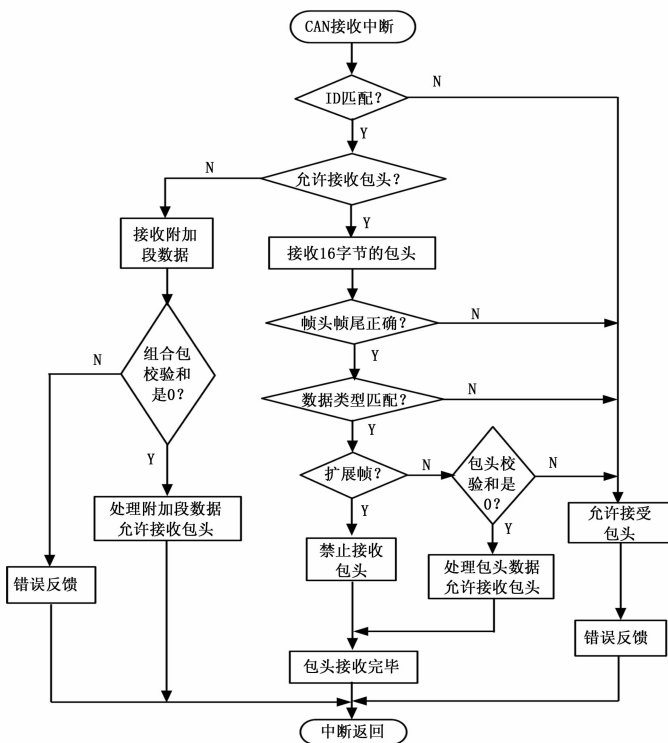 CAN接收中断
ID匹配?
N
Y
允许接收包头?
N
Y
接收附加
段数据
接收16字节的包头
帧头帧尾正确?
N
Y
组合包
校验和
是0?
N
Y
数据类型匹配?
N
Y
扩展帧?
N
Y
包头校
验和是
0?
N
Y
处理附加段数据
允许接收包头
禁止接收
包头
处理包头数据
允许接收包头
允许接受
包头
错误反馈
错误反馈
包头接收完毕
中断返回